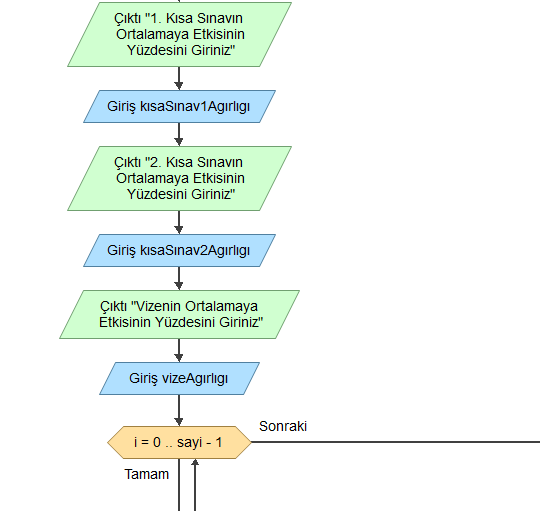 Çıktı "1. Kısa Sınavın
Ortalamaya Etkisinin
Yüzdesini Giriniz"
Giriş kısaSınav1Agırlıgı
Çıktı "2. Kısa Sınavın
Ortalamaya Etkisinin
Yüzdesini Giriniz"
Giriş kısaSınav2Agırlıgı
Çıktı "Vizenin Ortalamaya
Etkisinin Yüzdesini Giriniz"
Giriş vizeAgırlıgı
Sonraki
i = 0 .. sayi - 1
Tamam